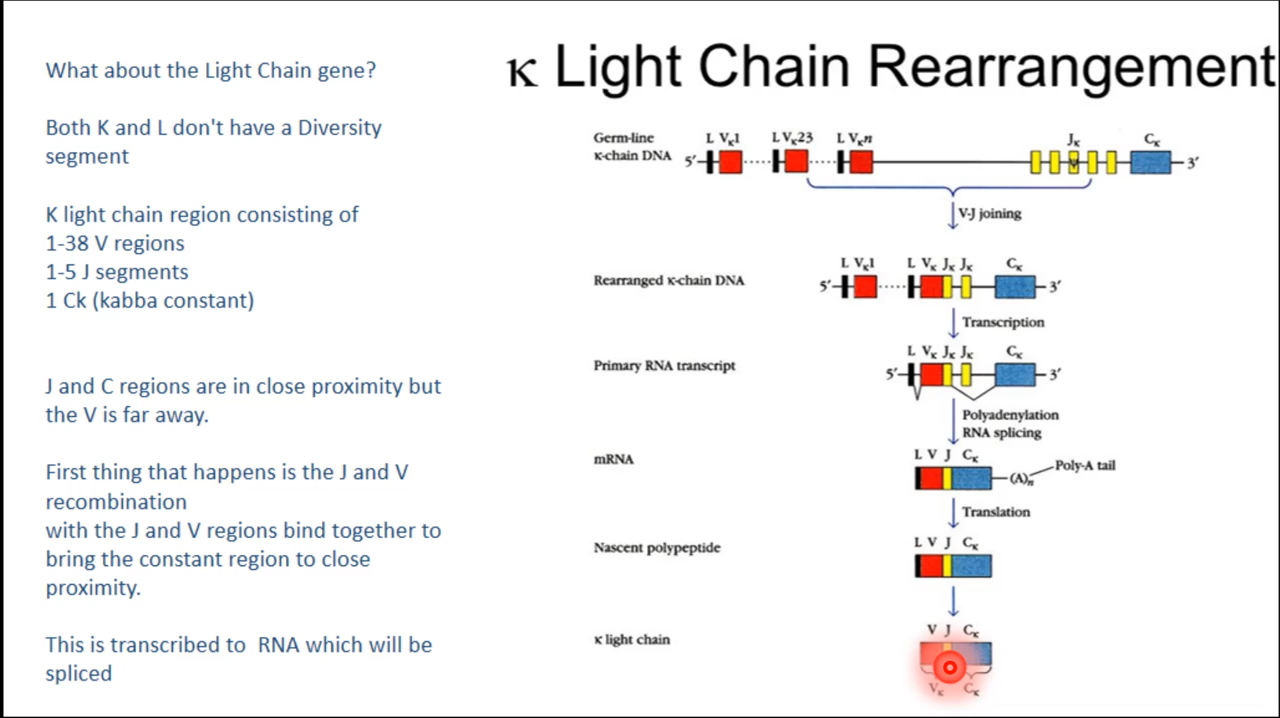 What about the Light Chain gene?
Both K and L don't have a Diversity
segment
K light chain region consisting of
1-38 V regions
1-5 J segments
1 Ck (kabba constant)
J and C regions are in close proximity but
the V is far away.
First thing that happens is the J and V
recombination
with the J and V regions bind together to
bring the constant region to close
proximity.
This is transcribed to  RNA which will be
spliced
κ Light Chain Rearrangement
Germ-line
κ-chain DNA
L Vκ1
L Vκ23
L Vκn
Jκ
Cκ
5'
3'
V-J joining
Rearranged κ-chain DNA
L Vκ1
L Vκ Jκ Jκ
Cκ
5'
3'
Transcription
Primary RNA transcript
L Vκ Jκ Jκ
Cκ
5'
3'
Polyadenylation
RNA splicing
mRNA
L V J Cκ
(A)n
Poly-A tail
Translation
Nascent polypeptide
L V J Cκ
κ light chain
V J Cκ
Vκ Cκ